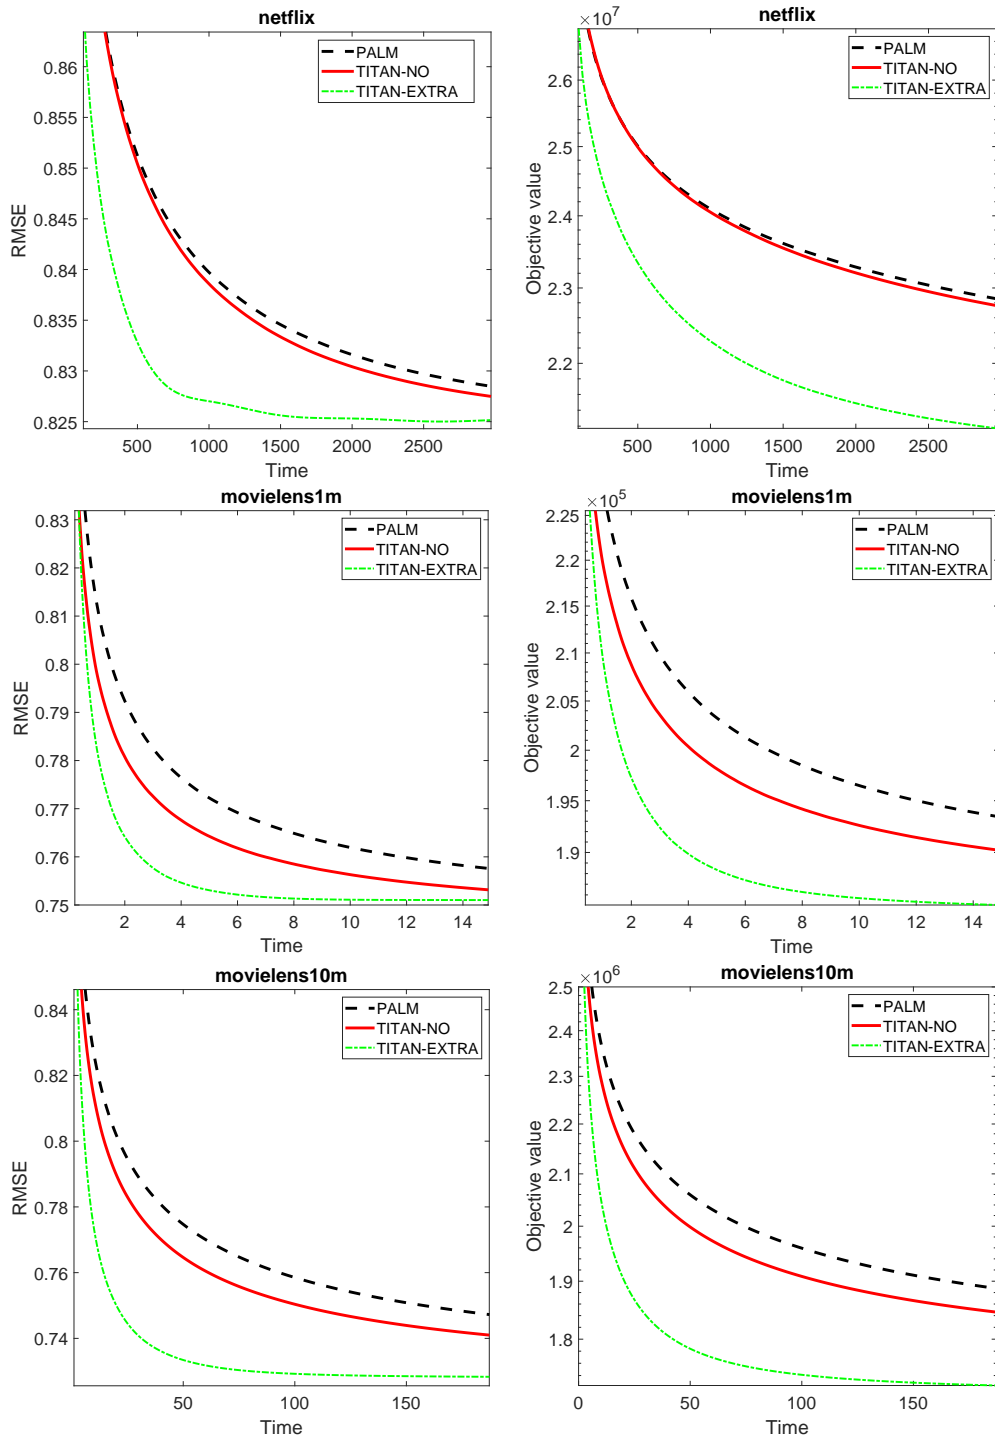 netflix
PALM
TITAN-NO
TITAN-EXTRA
0.86
0.855
0.85
0.845
0.84
0.835
0.83
0.825
RMSE
500 1000 1500 2000 2500
Time
netflix
×10^7
PALM
TITAN-NO
TITAN-EXTRA
2.6
2.5
2.4
2.3
2.2
Objective value
500 1000 1500 2000 2500
Time
movielens1m
PALM
TITAN-NO
TITAN-EXTRA
0.83
0.82
0.81
0.8
0.79
0.78
0.77
0.76
0.75
RMSE
2 4 6 8 10 12 14
Time
movielens1m
×10^5
PALM
TITAN-NO
TITAN-EXTRA
2.25
2.2
2.15
2.1
2.05
2
1.95
1.9
Objective value
2 4 6 8 10 12 14
Time
movielens10m
PALM
TITAN-NO
TITAN-EXTRA
0.84
0.82
0.8
0.78
0.76
0.74
RMSE
50 100 150
Time
movielens10m
×10^6
PALM
TITAN-NO
TITAN-EXTRA
2.5
2.4
2.3
2.2
2.1
2
1.9
1.8
Objective value
0 50 100 150
Time